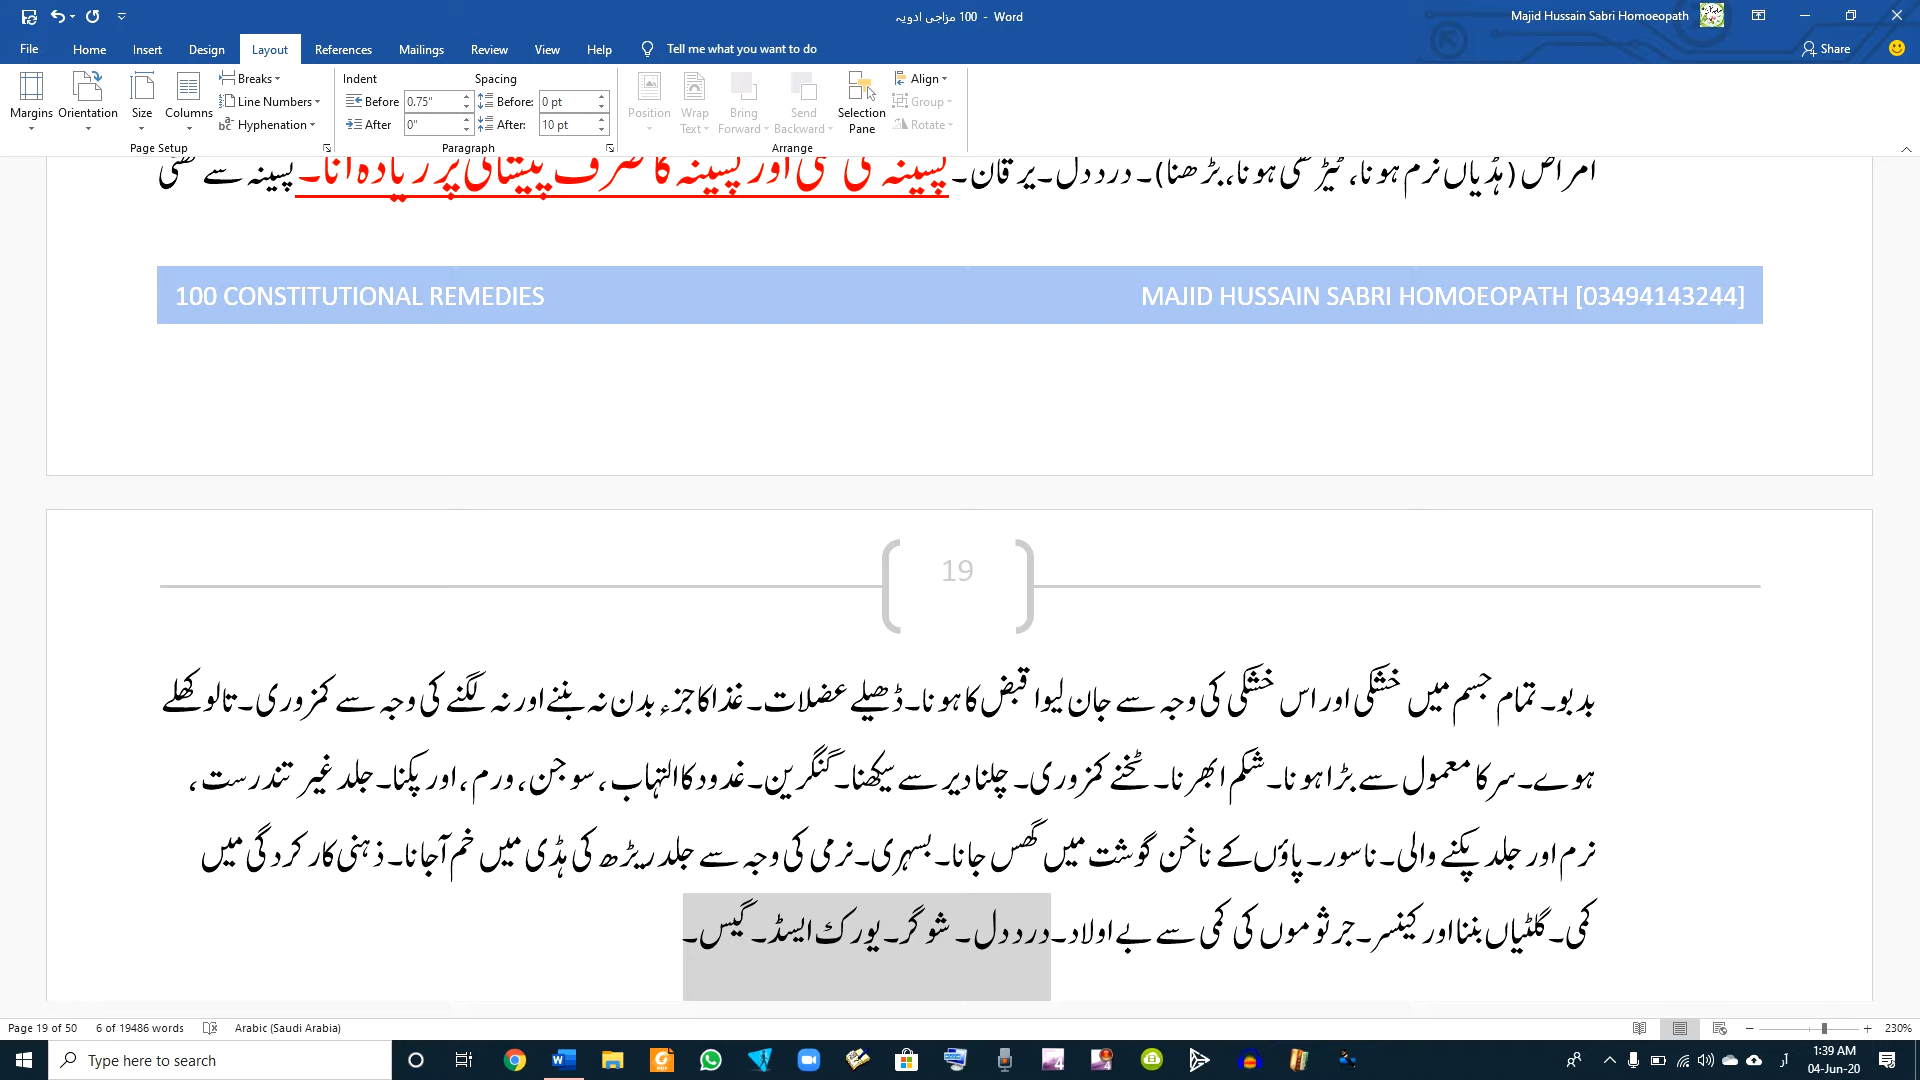 100 مزاجی ادویہ - Word
Majid Hussain Sabri Homoeopath
File Home Insert Design Layout References Mailings Review View Help Tell me what you want to do Share
Margins Orientation Size Columns
Breaks
Line Numbers
Hyphenation
Page Setup
Indent Spacing
Before 0.75" Before: 0 pt
After 0" After: 10 pt
Paragraph
Position Wrap Text Bring Forward Send Backward Selection Pane
Align
Group
Rotate
Arrange
امراض (ہڈیاں نرم ہونا، ٹیڑھی ہونا، بڑھنا)۔ درد دل۔ یرقان۔ پسینہ کی کمی اور پسینہ کا صرف پیشانی پر زیادہ آنا۔ پسینہ سے کھٹی
100 CONSTITUTIONAL REMEDIES MAJID HUSSAIN SABRI HOMOEOPATH [03494143244]
19
بدبو۔ تمام جسم میں خشکی اور اس خشکی کی وجہ سے جان لیوا قبض کا ہونا۔ ڈھیلے عضلات۔ غذا کا جزء بدن نہ بننے اور نہ لگنے کی وجہ سے کمزوری۔ تالو کھلے
ہوے۔ سر کا معمول سے بڑا ہونا۔ شکم ابھرنا۔ ٹخنے کمزوری۔ چلنا دیر سے سیکھنا۔ گنگرین۔ غدود کا التہاب، سوجن، ورم، اور پکنا۔ جلد غیر تندرست،
نرم اور جلد پکنے والی۔ ناسور۔ پاؤں کے ناخن گوشت میں گھس جانا۔ بسہری۔ نرمی کی وجہ سے جلد ریڑھ کی ہڈی میں خم آجانا۔ ذہنی کارکردگی میں
کمی۔ گلٹیاں بننا اور کینسر۔ جرثوموں کی کمی سے بے اولاد۔ درد دل۔ شوگر۔ یورک ایسڈ۔ گیس۔
Page 19 of 50 6 of 19486 words Arabic (Saudi Arabia) 230%
Type here to search
1:39 AM
04-Jun-20